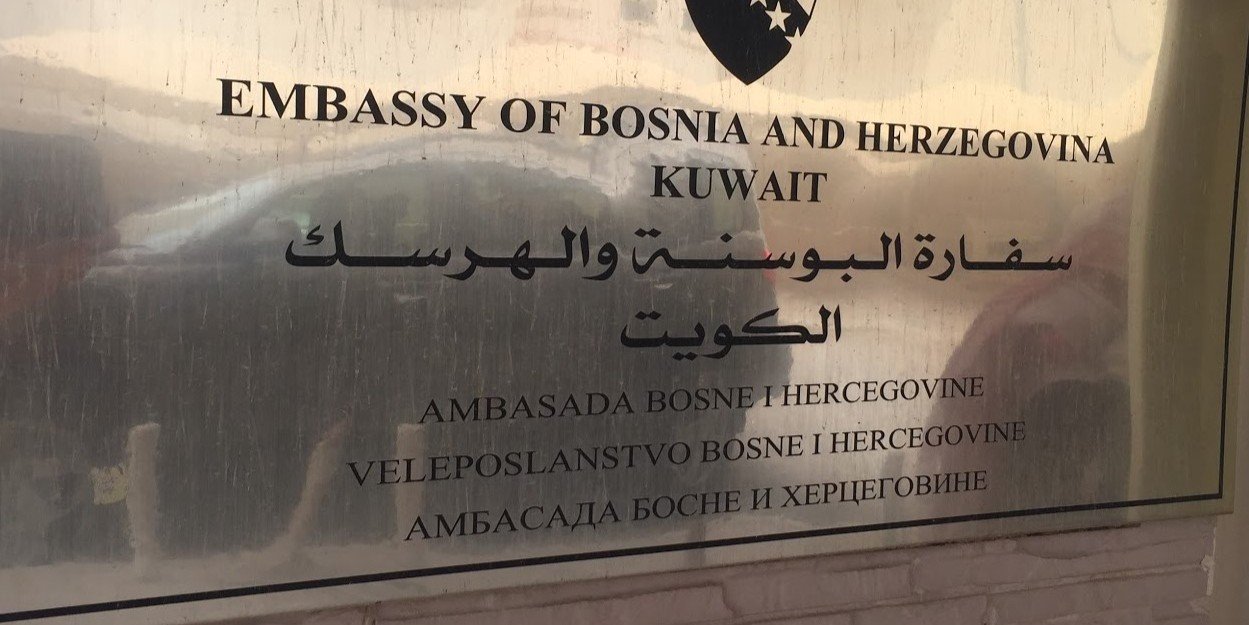 EMBASSY OF BOSNIA AND HERZEGOVINA
KUWAIT
سفارة البوسنة والهرسك
الكويت
AMBASADA BOSNE I HERCEGOVINE
VELEPOSLANSTVO BOSNE I HERCEGOVINE
АМБАСАДА БОСНЕ И ХЕРЦЕГОВИНЕ